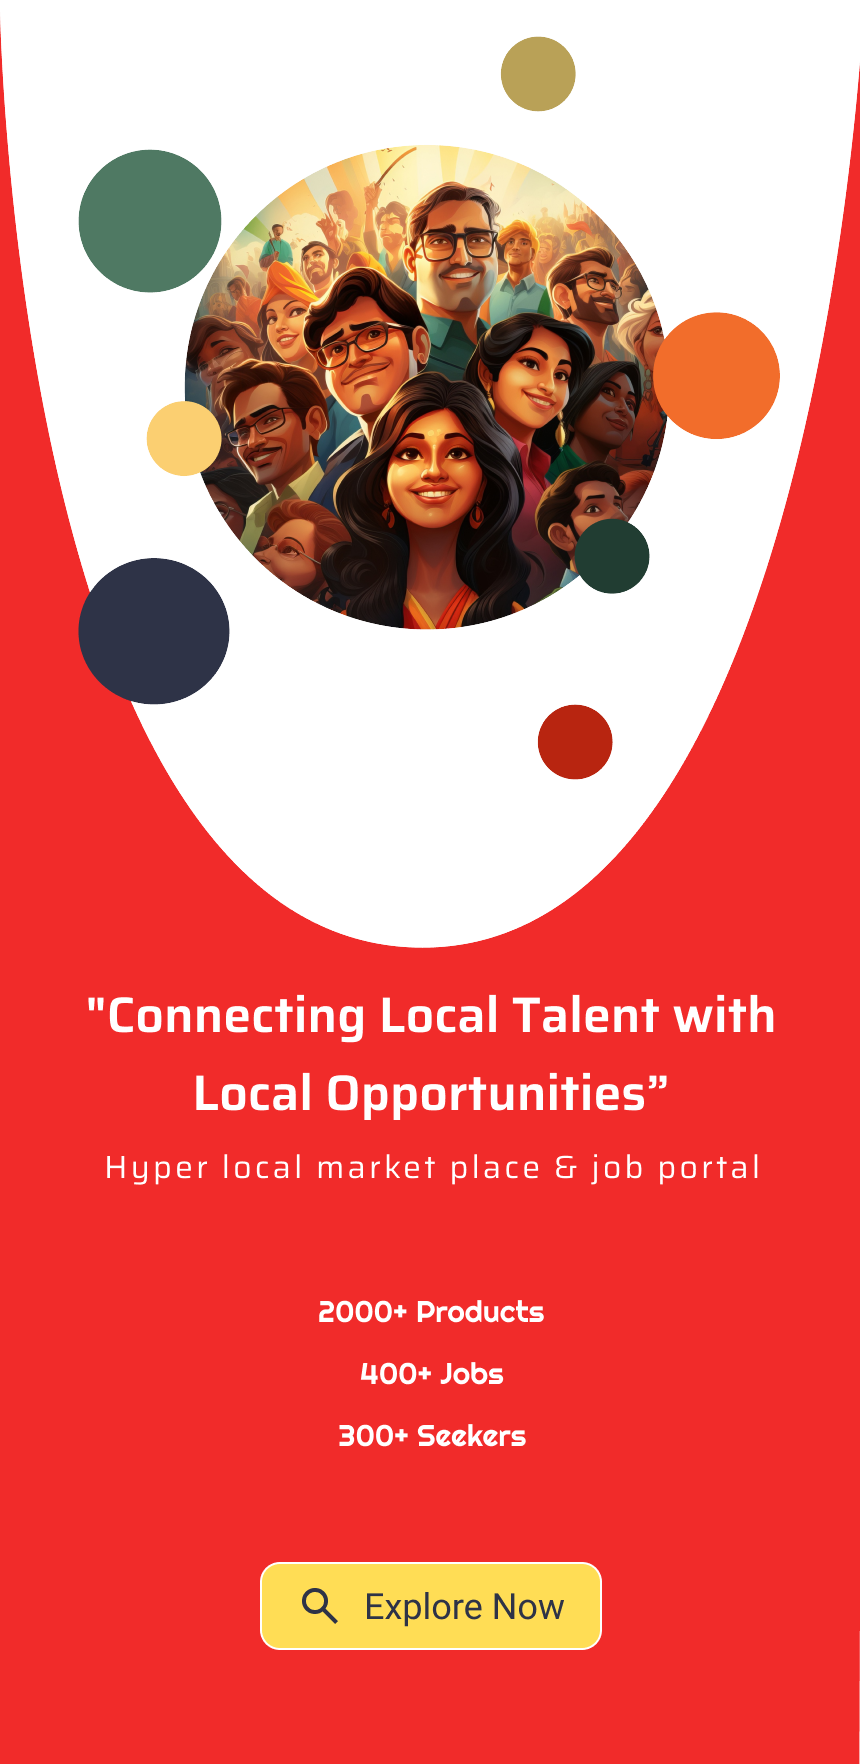 "Connecting Local Talent with
Local Opportunities”
Hyper local market place & job portal
2000+ Products
400+ Jobs
300+ Seekers
Explore Now